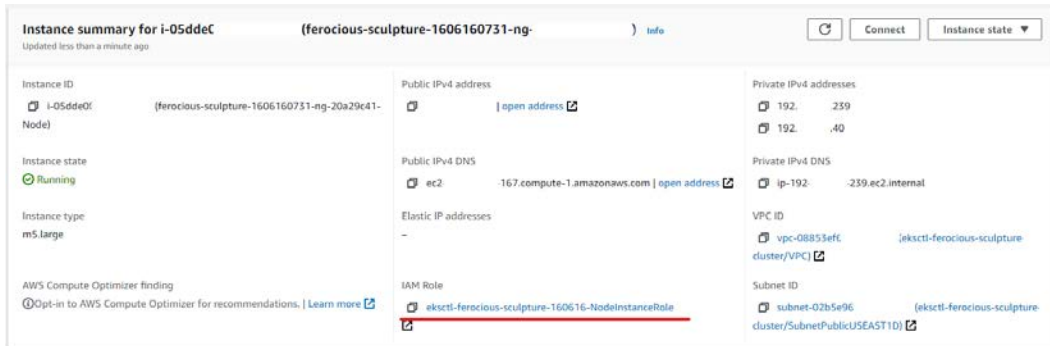 Instance summary for i-05dde( (ferocious-sculpture-1606160731-ng- ) Info
Connect
Instance state ▼
Updated less than a minute ago
Instance ID
i-05dde0( (ferocious-sculpture-1606160731-ng-20a29c41-
Node)
Public IPv4 address
| open address
Private IPv4 addresses
192. .239
192. .40
Instance state
Running
Public IPv4 DNS
ec2- -167.compute-1.amazonaws.com | open address
Private IPv4 DNS
ip-192- -239.ec2.internal
Instance type
m5.large
Elastic IP addresses
–
VPC ID
vpc-08853ef( (eksctl-ferocious-sculpture-
cluster/VPC)
AWS Compute Optimizer finding
Opt-in to AWS Compute Optimizer for recommendations. | Learn more
IAM Role
eksctl-ferocious-sculpture-160616-NodeInstanceRole
Subnet ID
subnet-02b5e96 (eksctl-ferocious-sculpture-
cluster/SubnetPublicUSEAST1D)